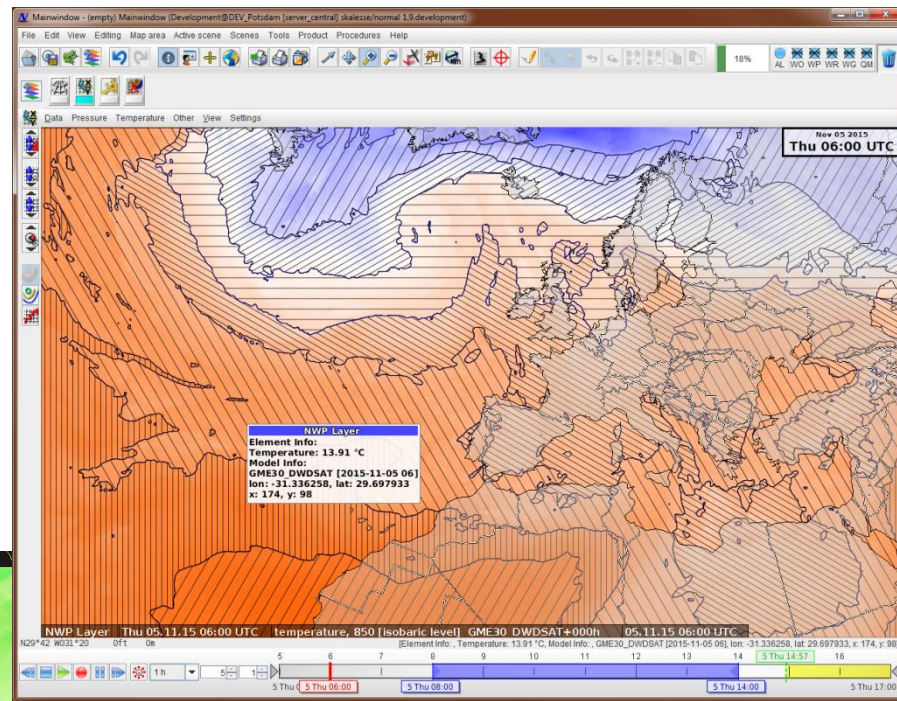 Mainwindow - (empty) Mainwindow (Development@DEV_Potsdam [server_central] skalesse/normal 1.9.development)
File Edit View Editing Map area Active scene Scenes Tools Product Procedures Help
18%
AL WO WP WR WG QM
Data Pressure Temperature Other View Settings
Nov 05 2015
Thu 06:00 UTC
NWP Layer
Element Info:
Temperature: 13.91 °C
Model Info:
GME30_DWDSAT [2015-11-05 06]
lon: -31.336258, lat: 29.697933
x: 174, y: 98
NWP Layer Thu 05.11.15 06:00 UTC temperature, 850 [isobaric level] GME30_DWDSAT+000h 05.11.15 06:00 UTC
N29°42 W031°20 0ft 0m [Element Info: , Temperature: 13.91 °C, Model Info: , GME30_DWDSAT [2015-11-05 06], lon: -31.336258, lat: 29.697933, x: 174, y: 98
5 6 7 8 9 10 11 12 13 14 5 Thu 14:57 16
1 h 5 1
5 Thu 5 Thu 06:00 5 Thu 08:00 5 Thu 14:00 5 Thu 17:00